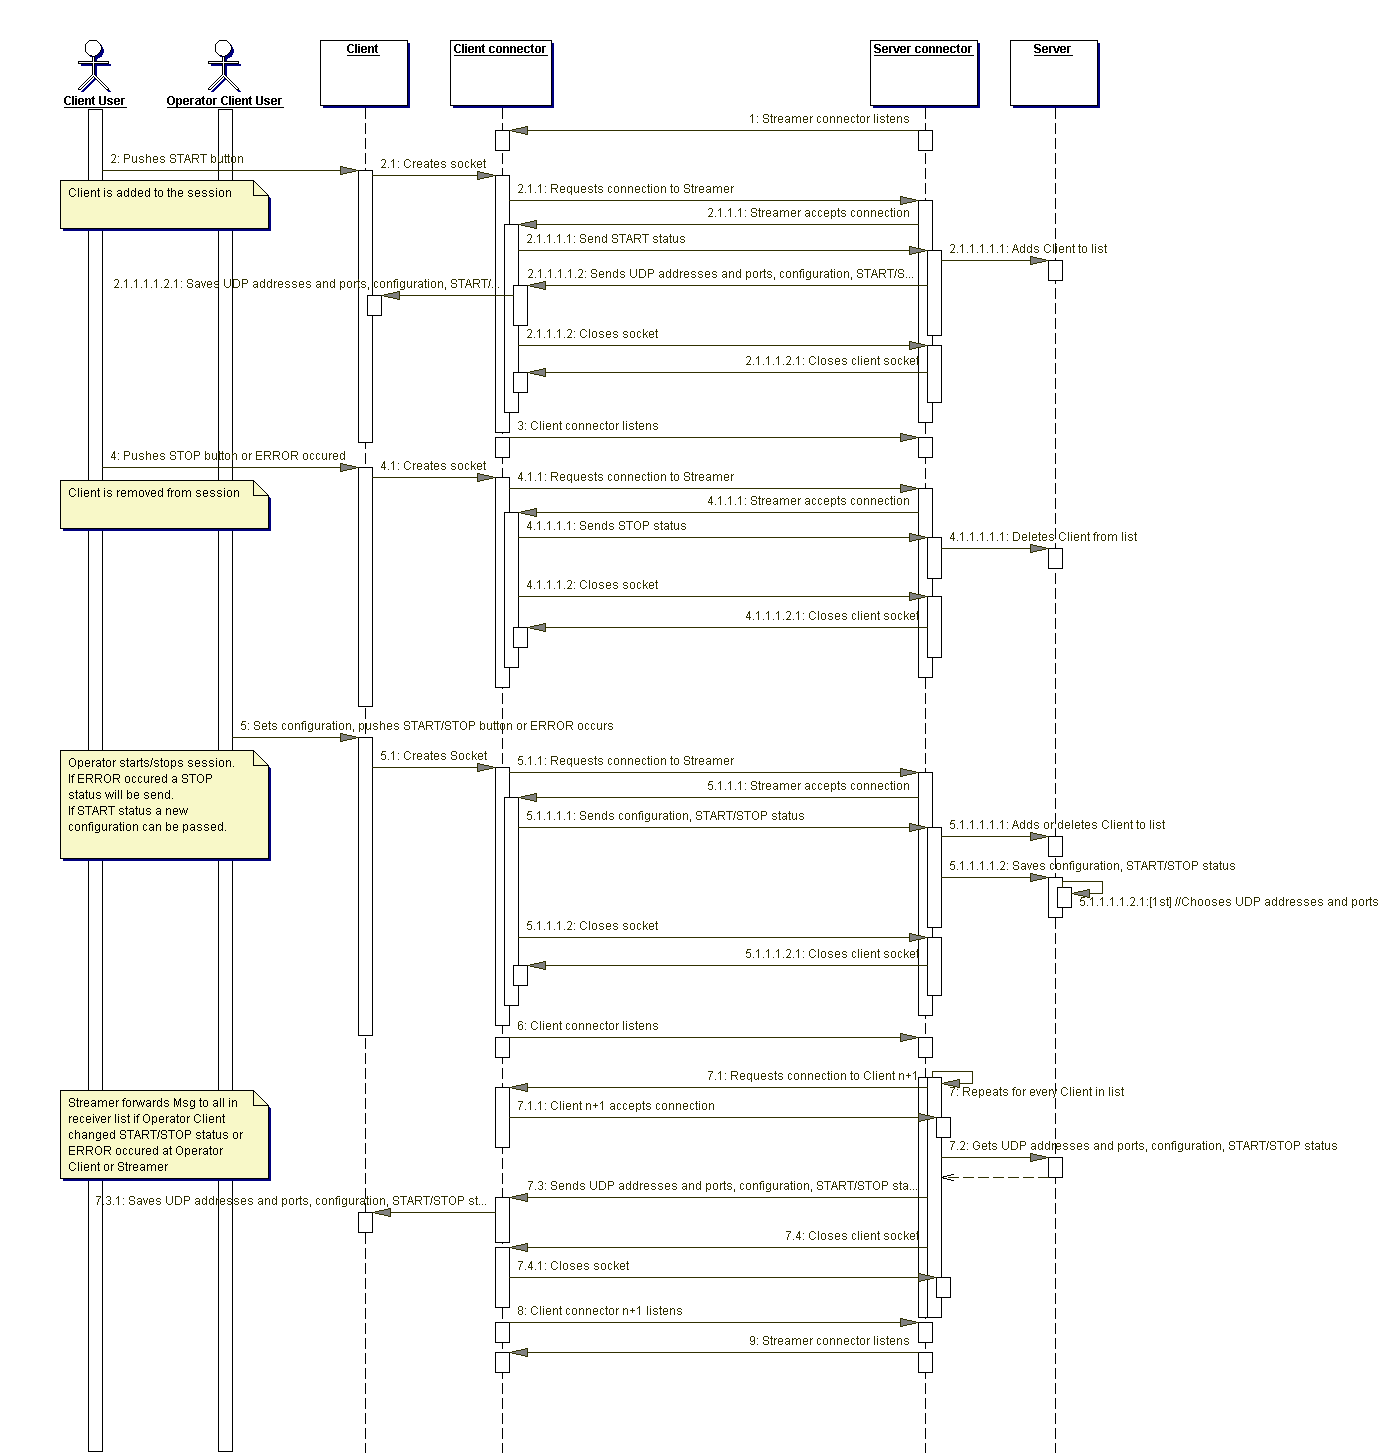 Client User
Operator Client User
Client
Client connector
Server connector
Server
1: Streamer connector listens
2: Pushes START button
2.1: Creates socket
Client is added to the session
2.1.1: Requests connection to Streamer
2.1.1.1: Streamer accepts connection
2.1.1.1.1: Send START status
2.1.1.1.1.1: Adds Client to list
2.1.1.1.1.2: Sends UDP addresses and ports, configuration, START/S...
2.1.1.1.1.2.1: Saves UDP addresses and ports, configuration, START/...
2.1.1.1.2: Closes socket
2.1.1.1.2.1: Closes client socket
3: Client connector listens
4: Pushes STOP button or ERROR occured
4.1: Creates socket
Client is removed from session
4.1.1: Requests connection to Streamer
4.1.1.1: Streamer accepts connection
4.1.1.1.1: Sends STOP status
4.1.1.1.1.1: Deletes Client from list
4.1.1.1.2: Closes socket
4.1.1.1.2.1: Closes client socket
5: Sets configuration, pushes START/STOP button or ERROR occurs
5.1: Creates Socket
Operator starts/stops session.
If ERROR occured a STOP
status will be send.
If START status a new
configuration can be passed.
5.1.1: Requests connection to Streamer
5.1.1.1: Streamer accepts connection
5.1.1.1.1: Sends configuration, START/STOP status
5.1.1.1.1.1: Adds or deletes Client to list
5.1.1.1.1.2: Saves configuration, START/STOP status
5.1.1.1.1.2.1:[1st] //Chooses UDP addresses and ports
5.1.1.1.2: Closes socket
5.1.1.1.2.1: Closes client socket
6: Client connector listens
7.1: Requests connection to Client n+1
7: Repeats for every Client in list
Streamer forwards Msg to all in
receiver list if Operator Client
changed START/STOP status or
ERROR occured at Operator
Client or Streamer
7.1.1: Client n+1 accepts connection
7.2: Gets UDP addresses and ports, configuration, START/STOP status
7.3: Sends UDP addresses and ports, configuration, START/STOP sta...
7.3.1: Saves UDP addresses and ports, configuration, START/STOP st...
7.4: Closes client socket
7.4.1: Closes socket
8: Client connector n+1 listens
9: Streamer connector listens